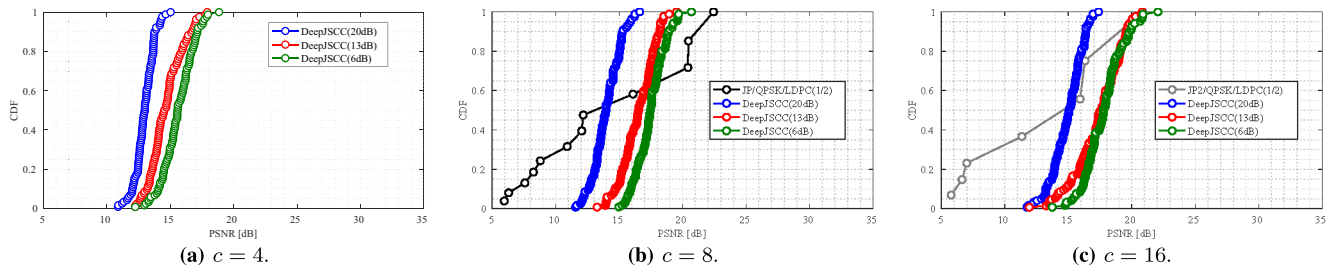 CDF
1
0.8
0.6
0.4
0.2
0
5
10
15
20
25
30
35
PSNR [dB]
DeepJSCC(20dB)
DeepJSCC(13dB)
DeepJSCC(6dB)
(a) c = 4.
CDF
1
0.8
0.6
0.4
0.2
0
5
10
15
20
25
30
35
PSNR [dB]
JP/QPSK/LDPC(1/2)
DeepJSCC(20dB)
DeepJSCC(13dB)
DeepJSCC(6dB)
(b) c = 8.
CDF
1
0.8
0.6
0.4
0.2
0
5
10
15
20
25
30
35
PSNR [dB]
JP2/QPSK/LDPC(1/2)
DeepJSCC(20dB)
DeepJSCC(13dB)
DeepJSCC(6dB)
(c) c = 16.